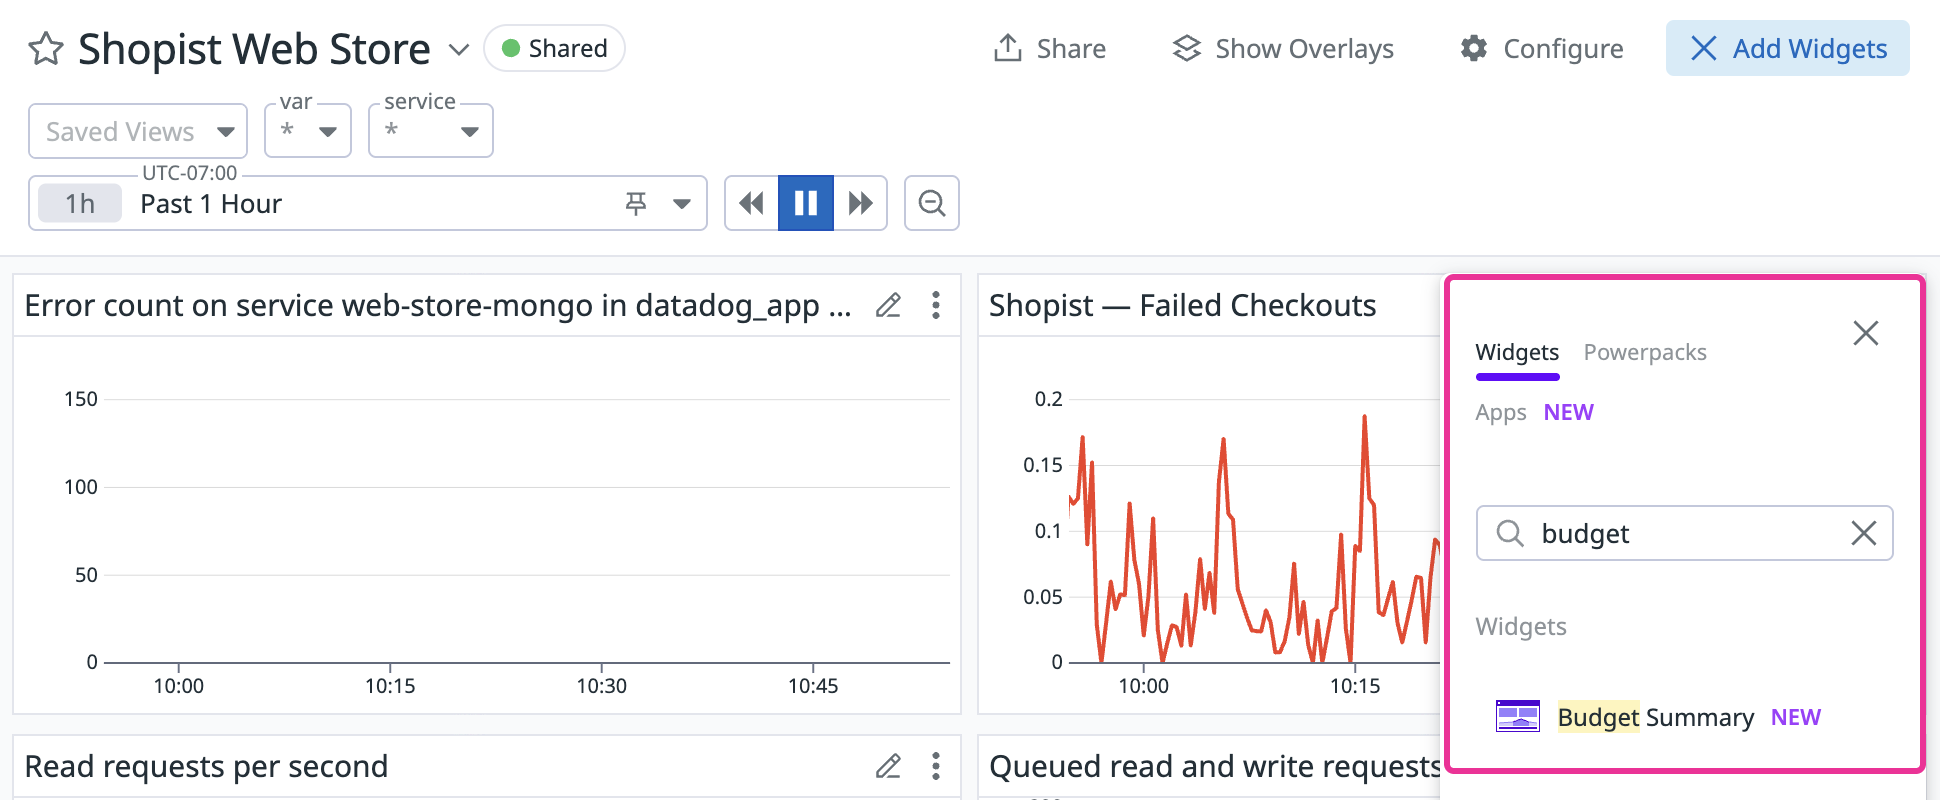 Shopist Web Store
Shared
Share
Show Overlays
Configure
Add Widgets
Saved Views
var
*
service
*
UTC-07:00
1h
Past 1 Hour
Error count on service web-store-mongo in datadog_app ...
150
100
50
0
10:00
10:15
10:30
10:45
Shopist — Failed Checkouts
0.2
0.15
0.1
0.05
0
10:00
10:15
Widgets
Powerpacks
Apps NEW
budget
Widgets
Budget Summary NEW
Read requests per second
Queued read and write requests